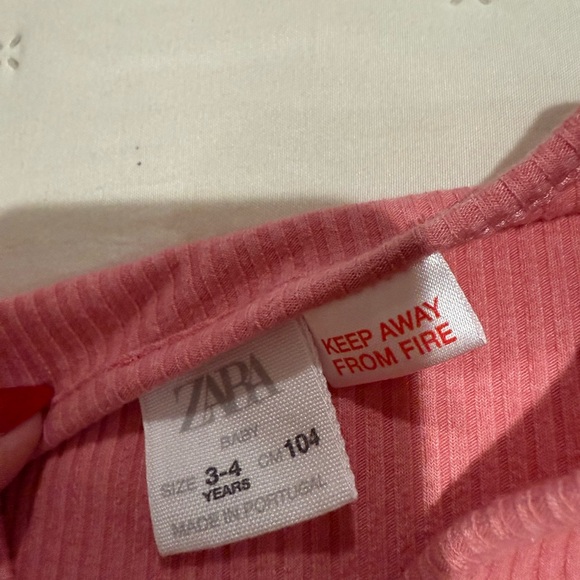 ZARA
BABY
SIZE 3-4 YEARS CM 104
MADE IN PORTUGAL
KEEP AWAY
FROM FIRE